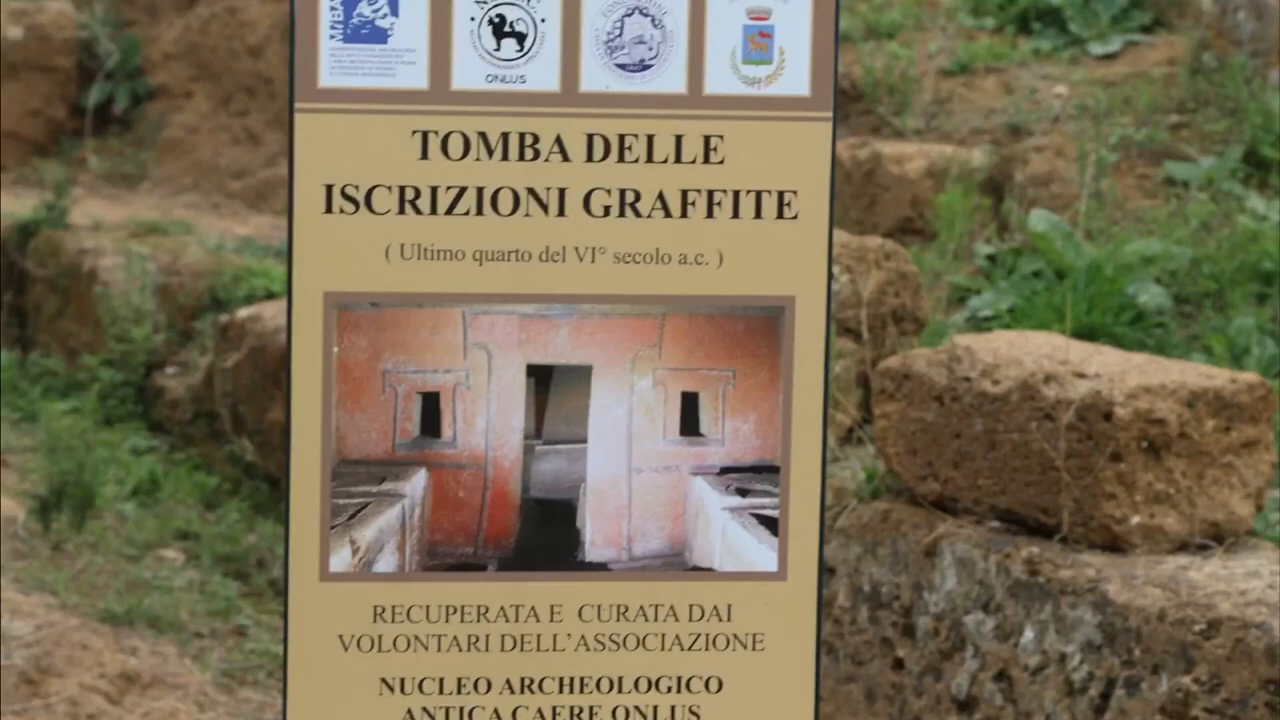 MiBA
N.A.A.C.
ONLUS
TOMBA DELLE
ISCRIZIONI GRAFFITE
( Ultimo quarto del VI° secolo a.c. )
RECUPERATA E CURATA DAI
VOLONTARI DELL'ASSOCIAZIONE
NUCLEO ARCHEOLOGICO
ANTICA CAERE ONLUS